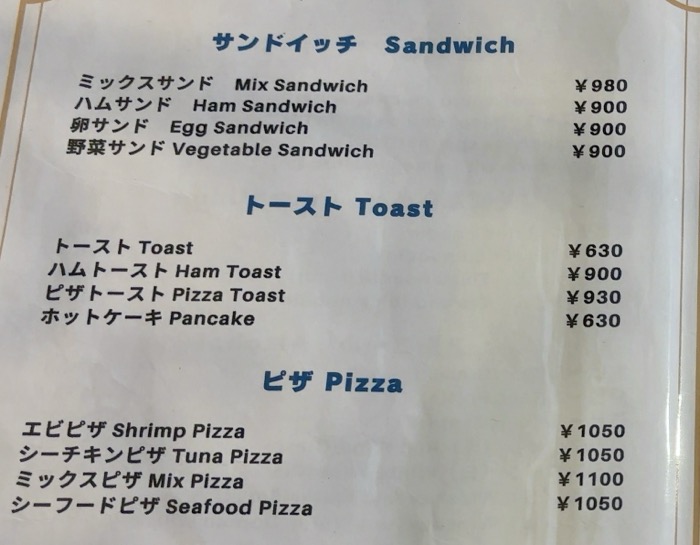 サンドイッチ Sandwich
ミックスサンド Mix Sandwich ¥980
ハムサンド Ham Sandwich ¥900
卵サンド Egg Sandwich ¥900
野菜サンド Vegetable Sandwich ¥900
トースト Toast
トースト Toast ¥630
ハムトースト Ham Toast ¥900
ピザトースト Pizza Toast ¥930
ホットケーキ Pancake ¥630
ピザ Pizza
エビピザ Shrimp Pizza ¥1050
シーチキンピザ Tuna Pizza ¥1050
ミックスピザ Mix Pizza ¥1100
シーフードピザ Seafood Pizza ¥1050